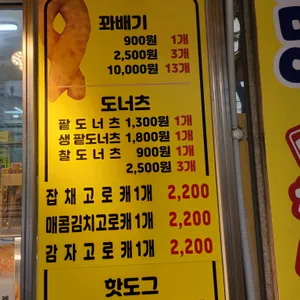 꽈배기
900원 1개
2,500원 3개
10,000원 13개
도너츠
팥도너츠 1,300원 1개
생팥도너츠 1,800원 1개
찰도너츠 900원 1개
2,500원 3개
잡채고로캐 1개 2,200
매콤김치고로캐 1개 2,200
감자고로캐 1개 2,200
핫도그